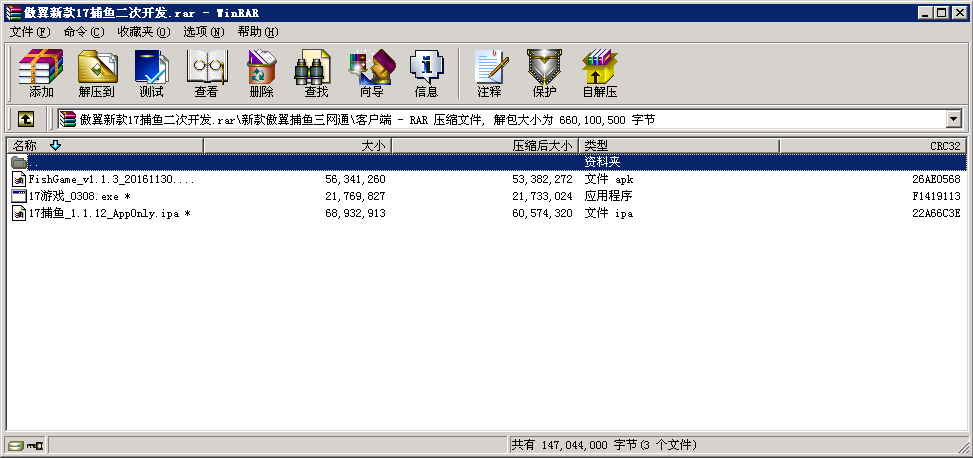 傲翼新款17捕鱼二次开发.rar - WinRAR
文件(F) 命令(C) 收藏夹(O) 选项(N) 帮助(H)
添加 解压到 测试 查看 删除 查找 向导 信息 注释 保护 自解压
傲翼新款17捕鱼二次开发.rar\新款傲翼捕鱼三网通\客户端 - RAR 压缩文件, 解包大小为 660,100,500 字节
名称 大小 压缩后大小 类型 CRC32
.. 资料夹
FishGame_v1.1.3_20161130.... 56,341,260 53,382,272 文件 apk 26AE0568
17游戏_0308.exe * 21,769,827 21,733,024 应用程序 F1419113
17捕鱼_1.1.12_AppOnly.ipa * 68,932,913 60,574,320 文件 ipa 22A66C3E
共有 147,044,000 字节(3 个文件)